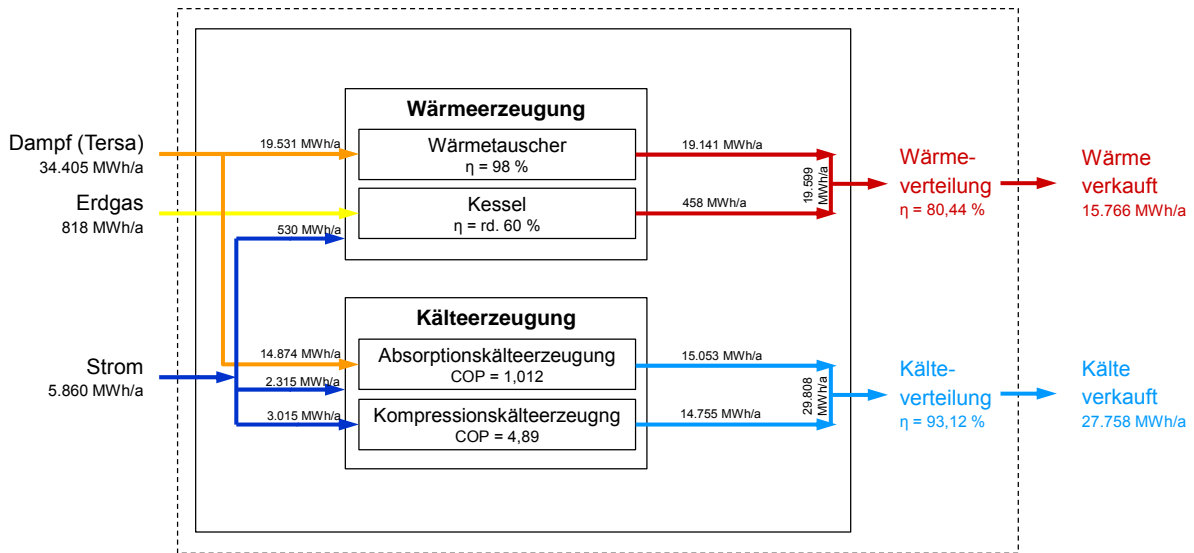 Wärmeerzeugung
Dampf (Tersa)
34.405 MWh/a
19.531 MWh/a
Wärmetauscher
η = 98 %
19.141 MWh/a
Erdgas
818 MWh/a
Kessel
η = rd. 60 %
458 MWh/a
530 MWh/a
19.599
MWh/a
Wärme-
verteilung
η = 80,44 %
Wärme
verkauft
15.766 MWh/a
Kälteerzeugung
Strom
5.860 MWh/a
14.874 MWh/a
Absorptionskälteerzeugung
COP = 1,012
15.053 MWh/a
2.315 MWh/a
3.015 MWh/a
Kompressionskälteerzeugng
COP = 4,89
14.755 MWh/a
29.808
MWh/a
Kälte-
verteilung
η = 93,12 %
Kälte
verkauft
27.758 MWh/a